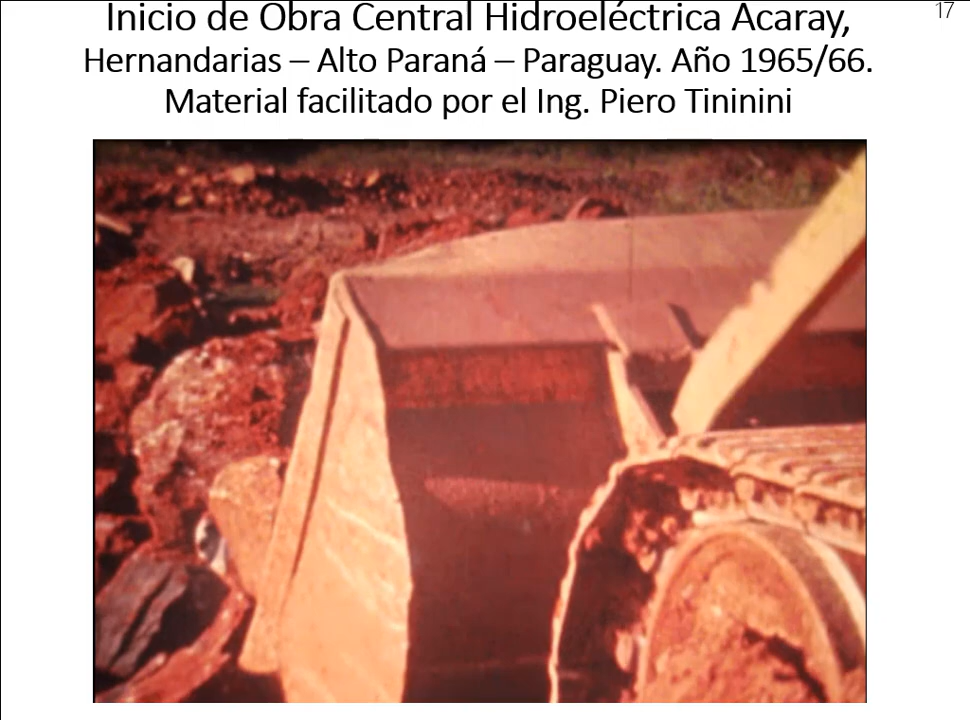 17
Inicio de Obra Central Hidroeléctrica Acaray,
Hernandarias – Alto Paraná – Paraguay. Año 1965/66.
Material facilitado por el Ing. Piero Tininini